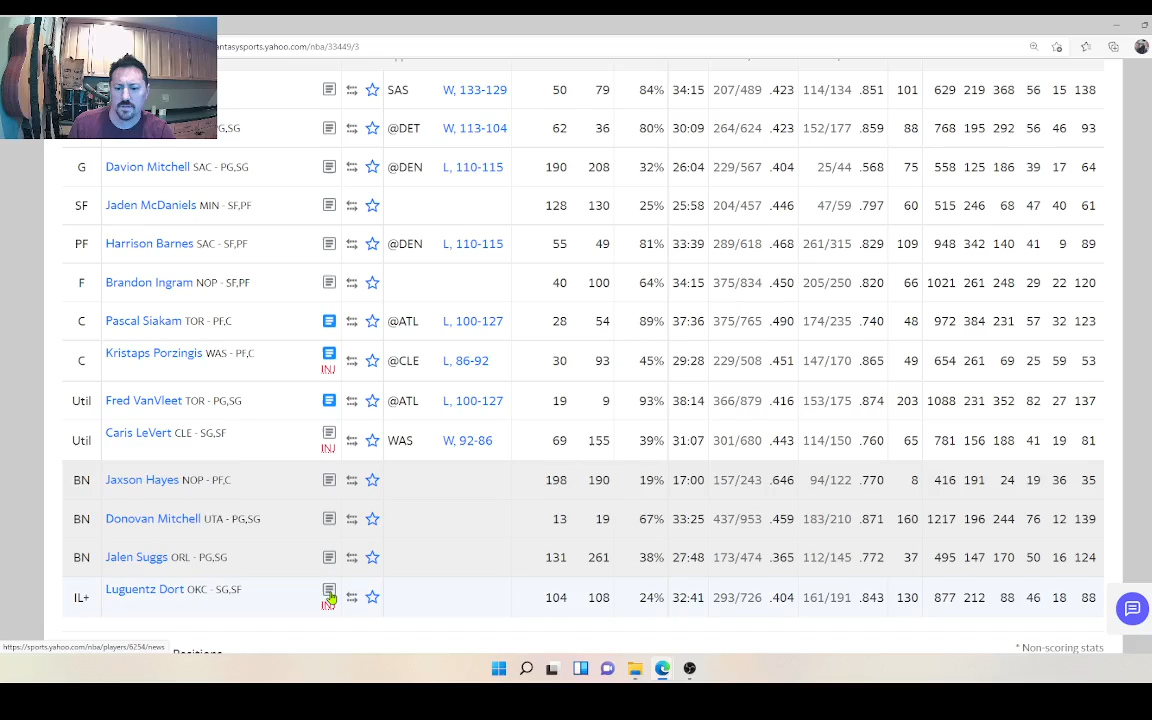 antasysports.yahoo.com/nba/33449/3
SAS W, 133-129 50 79 84% 34:15 207/489 .423 114/134 .851 101 629 219 368 56 15 138
PG,SG @DET W, 113-104 62 36 80% 30:09 264/624 .423 152/177 .859 88 768 195 292 56 46 93
G Davion Mitchell SAC - PG,SG @DEN L, 110-115 190 208 32% 26:04 229/567 .404 25/44 .568 75 558 125 186 39 17 64
SF Jaden McDaniels MIN - SF,PF 128 130 25% 25:58 204/457 .446 47/59 .797 60 515 246 68 47 40 61
PF Harrison Barnes SAC - SF,PF @DEN L, 110-115 55 49 81% 33:39 289/618 .468 261/315 .829 109 948 342 140 41 9 89
F Brandon Ingram NOP - SF,PF 40 100 64% 34:15 375/834 .450 205/250 .820 66 1021 261 248 29 22 120
C Pascal Siakam TOR - PF,C @ATL L, 100-127 28 54 89% 37:36 375/765 .490 174/235 .740 48 972 384 231 57 32 123
C Kristaps Porzingis WAS - PF,C INJ @CLE L, 86-92 30 93 45% 29:28 229/508 .451 147/170 .865 49 654 261 69 25 59 53
Util Fred VanVleet TOR - PG,SG @ATL L, 100-127 19 9 93% 38:14 366/879 .416 153/175 .874 203 1088 231 352 82 27 137
Util Caris LeVert CLE - SG,SF INJ WAS W, 92-86 69 155 39% 31:07 301/680 .443 114/150 .760 65 781 156 188 41 19 81
BN Jaxson Hayes NOP - PF,C 198 190 19% 17:00 157/243 .646 94/122 .770 8 416 191 24 19 36 35
BN Donovan Mitchell UTA - PG,SG 13 19 67% 33:25 437/953 .459 183/210 .871 160 1217 196 244 76 12 139
BN Jalen Suggs ORL - PG,SG 131 261 38% 27:48 173/474 .365 112/145 .772 37 495 147 170 50 16 124
IL+ Luguentz Dort OKC - SG,SF INJ 104 108 24% 32:41 293/726 .404 161/191 .843 130 877 212 88 46 18 88
https://sports.yahoo.com/nba/players/6254/news
Positions
* Non-scoring stats